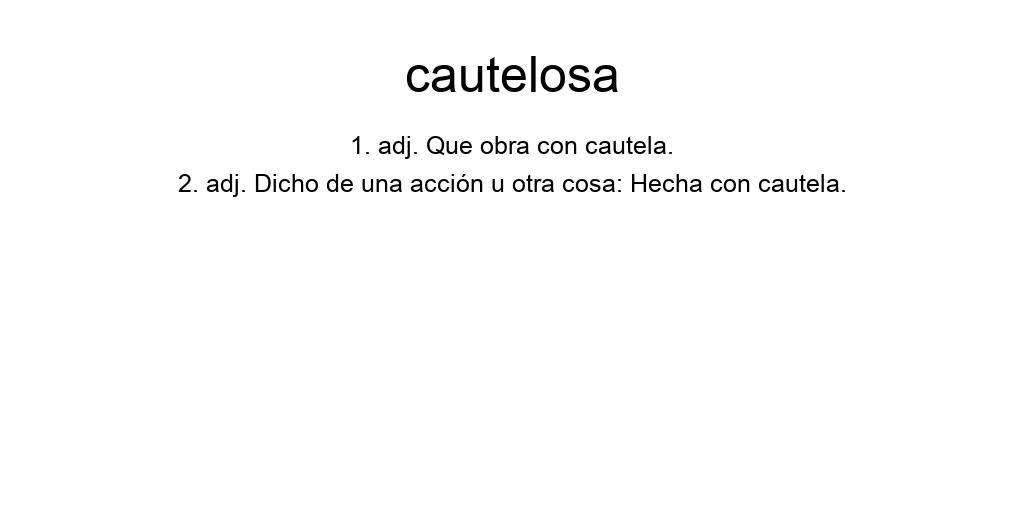 cautelosa
1. adj. Que obra con cautela.
2. adj. Dicho de una acción u otra cosa: Hecha con cautela.